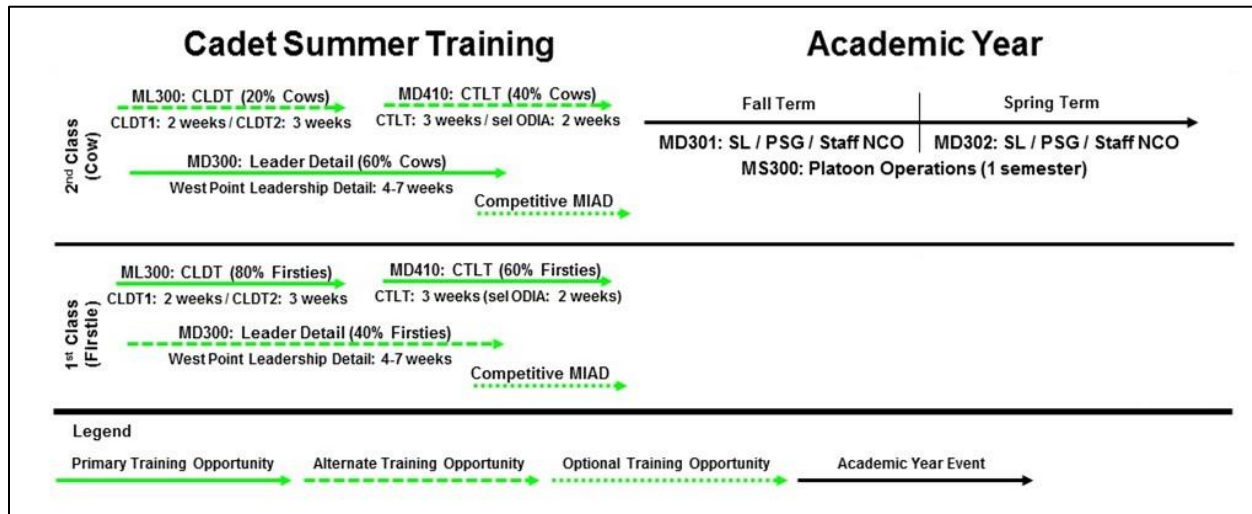 Cadet Summer Training
Academic Year
2nd Class
(Cow)
ML300: CLDT (20% Cows)
CLDT1: 2 weeks / CLDT2: 3 weeks
MD410: CTLT (40% Cows)
CTLT: 3 weeks / sel ODIA: 2 weeks
MD300: Leader Detail (60% Cows)
West Point Leadership Detail: 4-7 weeks
Competitive MIAD
Fall Term
Spring Term
MD301: SL / PSG / Staff NCO
MD302: SL / PSG / Staff NCO
MS300: Platoon Operations (1 semester)
1st Class
(Firstie)
ML300: CLDT (80% Firsties)
CLDT1: 2 weeks / CLDT2: 3 weeks
MD410: CTLT (60% Firsties)
CTLT: 3 weeks (sel ODIA: 2 weeks)
MD300: Leader Detail (40% Firsties)
West Point Leadership Detail: 4-7 weeks
Competitive MIAD
Legend
Primary Training Opportunity
Alternate Training Opportunity
Optional Training Opportunity
Academic Year Event